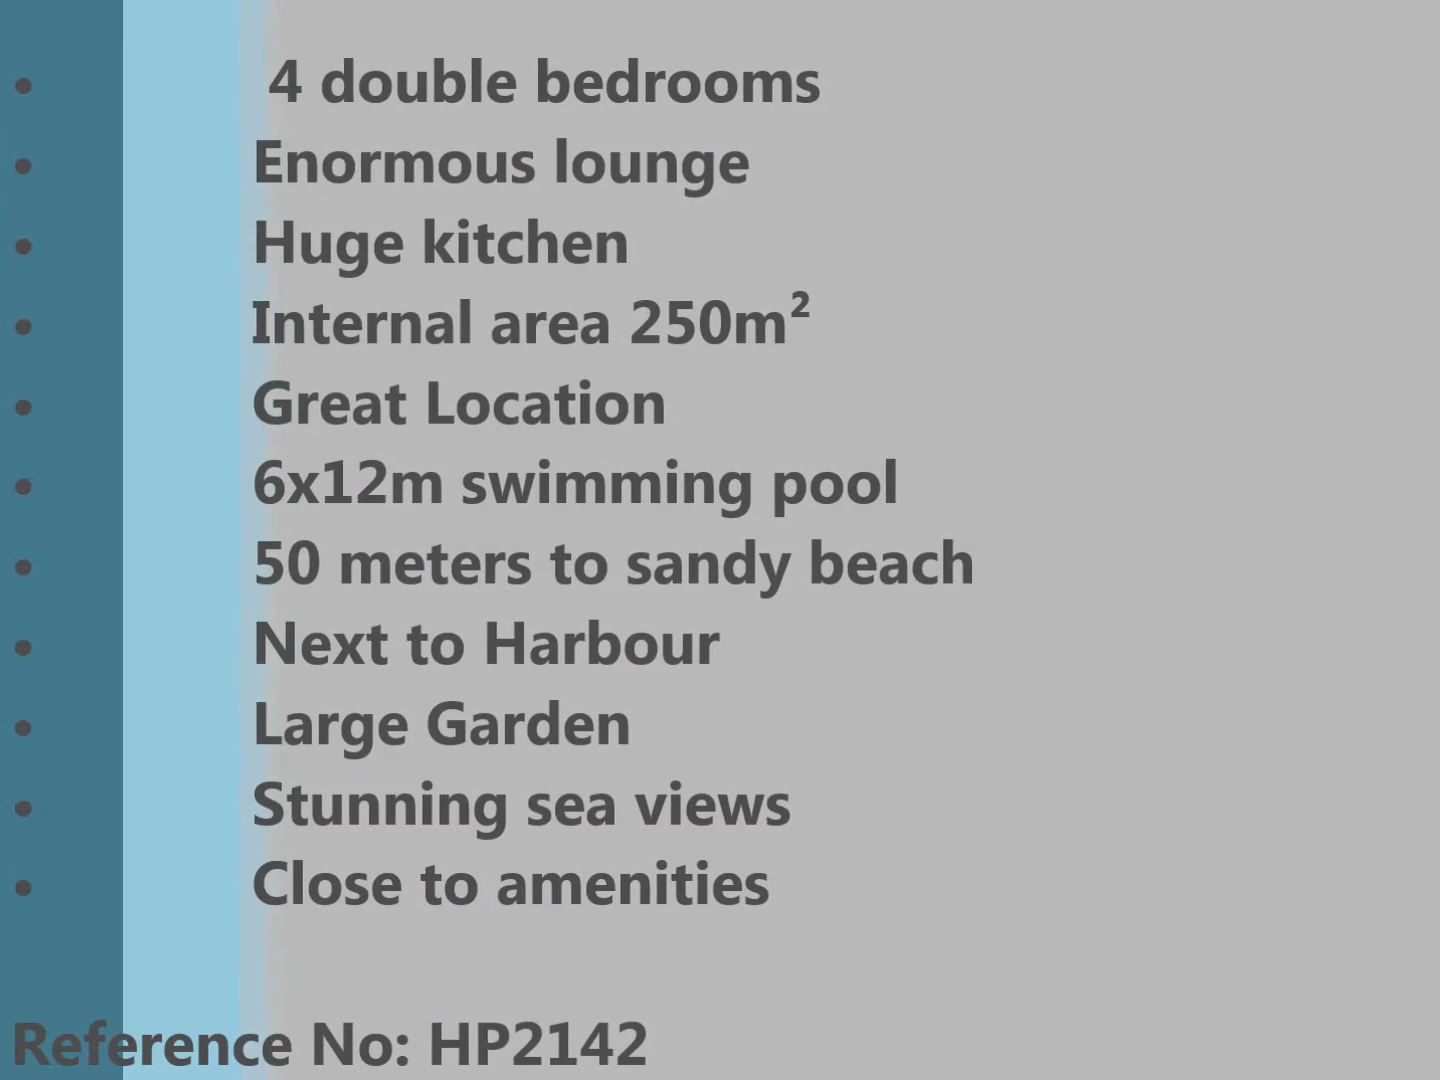 • 4 double bedrooms
• Enormous lounge
• Huge kitchen
• Internal area 250m²
• Great Location
• 6x12m swimming pool
• 50 meters to sandy beach
• Next to Harbour
• Large Garden
• Stunning sea views
• Close to amenities
Reference No: HP2142